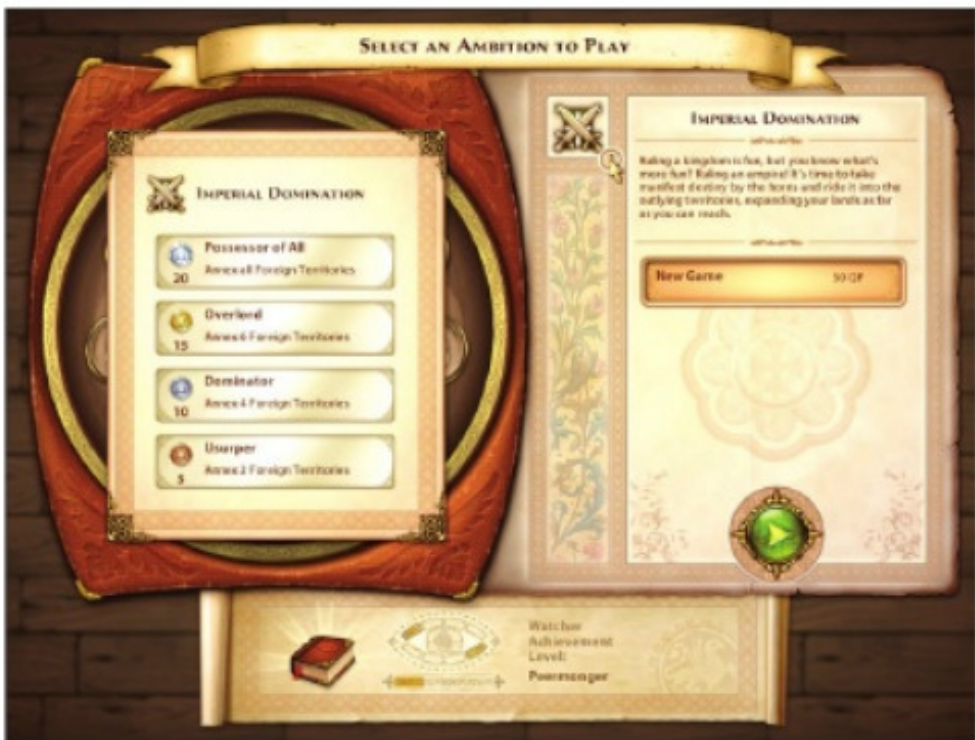 SELECT AN AMBITION TO PLAY
IMPERIAL DOMINATION
Possessor of All
20
Annex all Foreign Territories
Overlord
15
Annex 6 Foreign Territories
Dominator
10
Annex 4 Foreign Territories
Usurper
5
Annex 2 Foreign Territories
IMPERIAL DOMINATION
Ruling a kingdom is fun, but you know what's
more fun? Ruling an empire! It's time to take
manifest destiny by the horns and ride it into the
outlying territories, expanding your lands as far
as you can reach.
New Game 50 QP
Watcher
Achievement
Level:
Peermonger